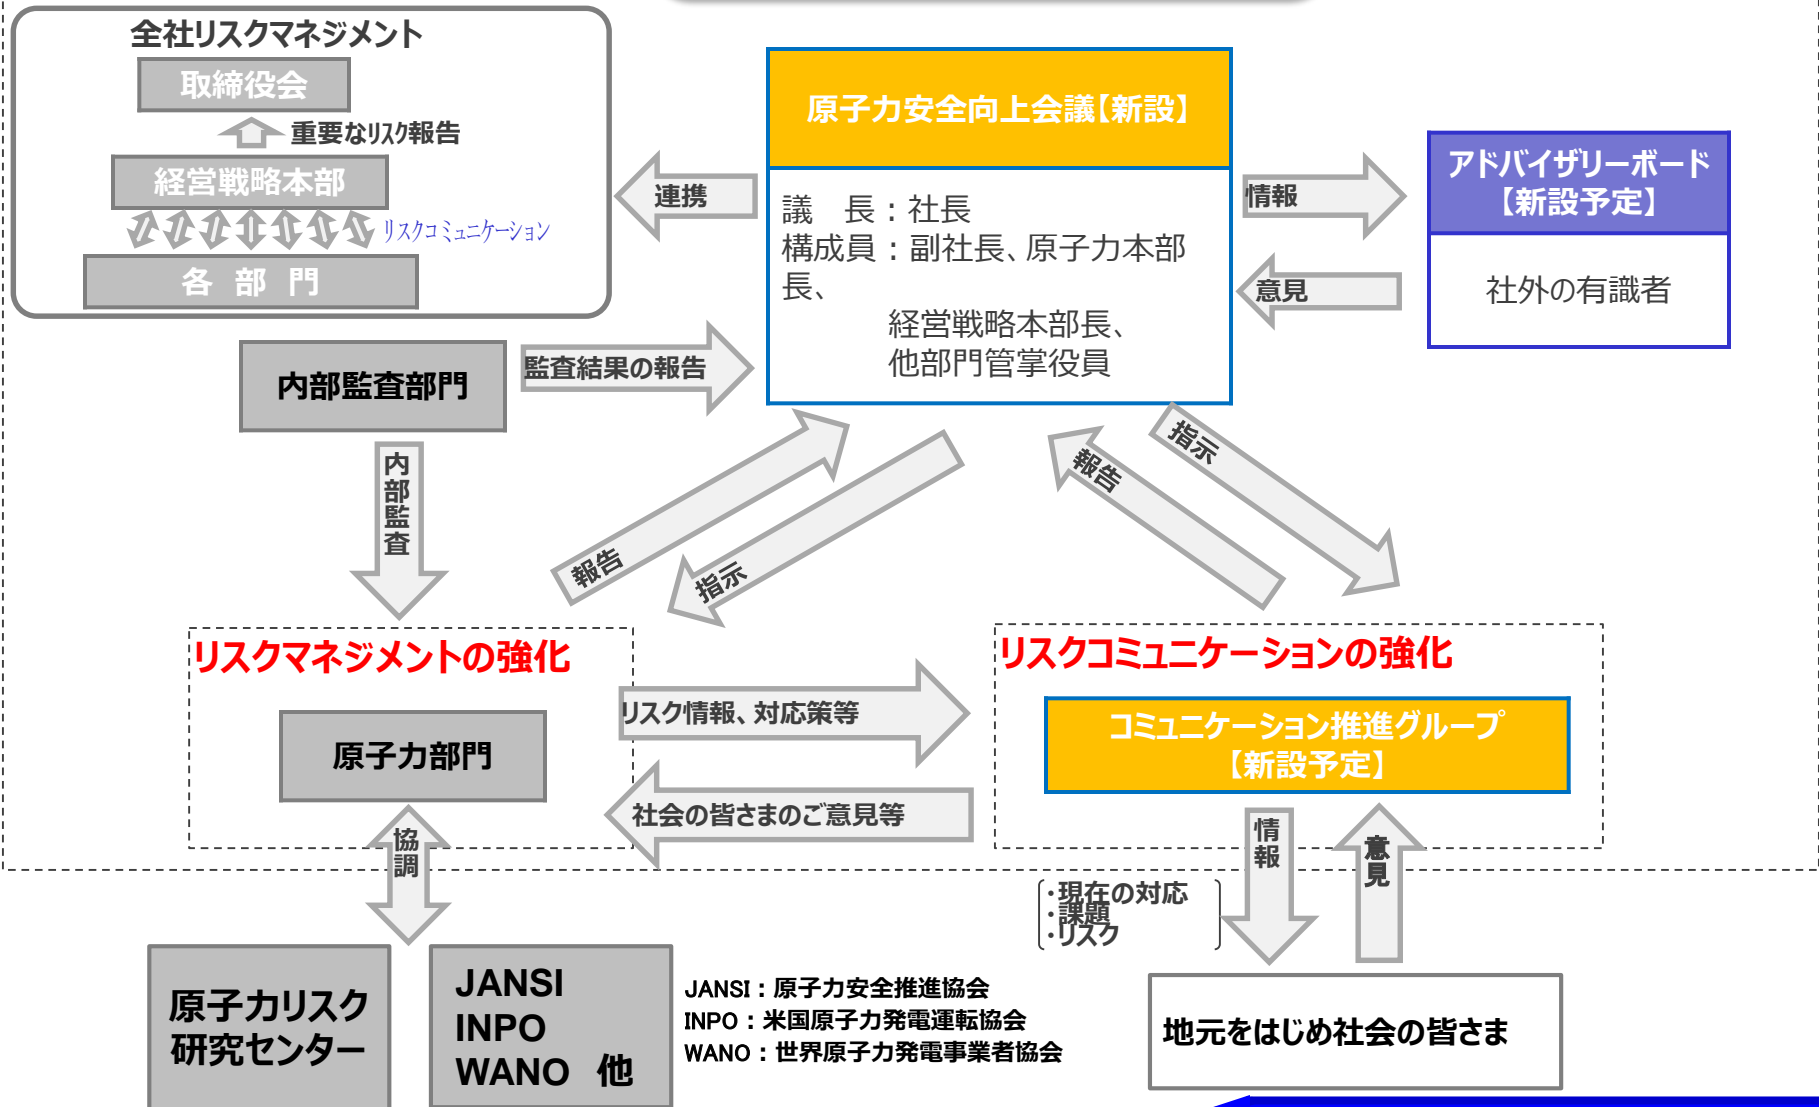 全社リスクマネジメント
取締役会
重要なリスク報告
経営戦略本部
リスクコミュニケーション
各　部　門
原子力安全向上会議【新設】
議　長：社長
構成員：副社長、原子力本部
長、
経営戦略本部長、
他部門管掌役員
連携
情報
意見
アドバイザリーボード
【新設予定】
社外の有識者
内部監査部門
監査結果の報告
内部監査
報告
指示
報告
指示
リスクマネジメントの強化
原子力部門
リスク情報、対応策等
社会の皆さまのご意見等
リスクコミュニケーションの強化
コミュニケーション推進グループ
【新設予定】
協調
情報
意見
・現在の対応
・課題
・リスク
原子力リスク
研究センター
JANSI
INPO
WANO　他
JANSI：原子力安全推進協会
INPO：米国原子力発電運転協会
WANO：世界原子力発電事業者協会
地元をはじめ社会の皆さま